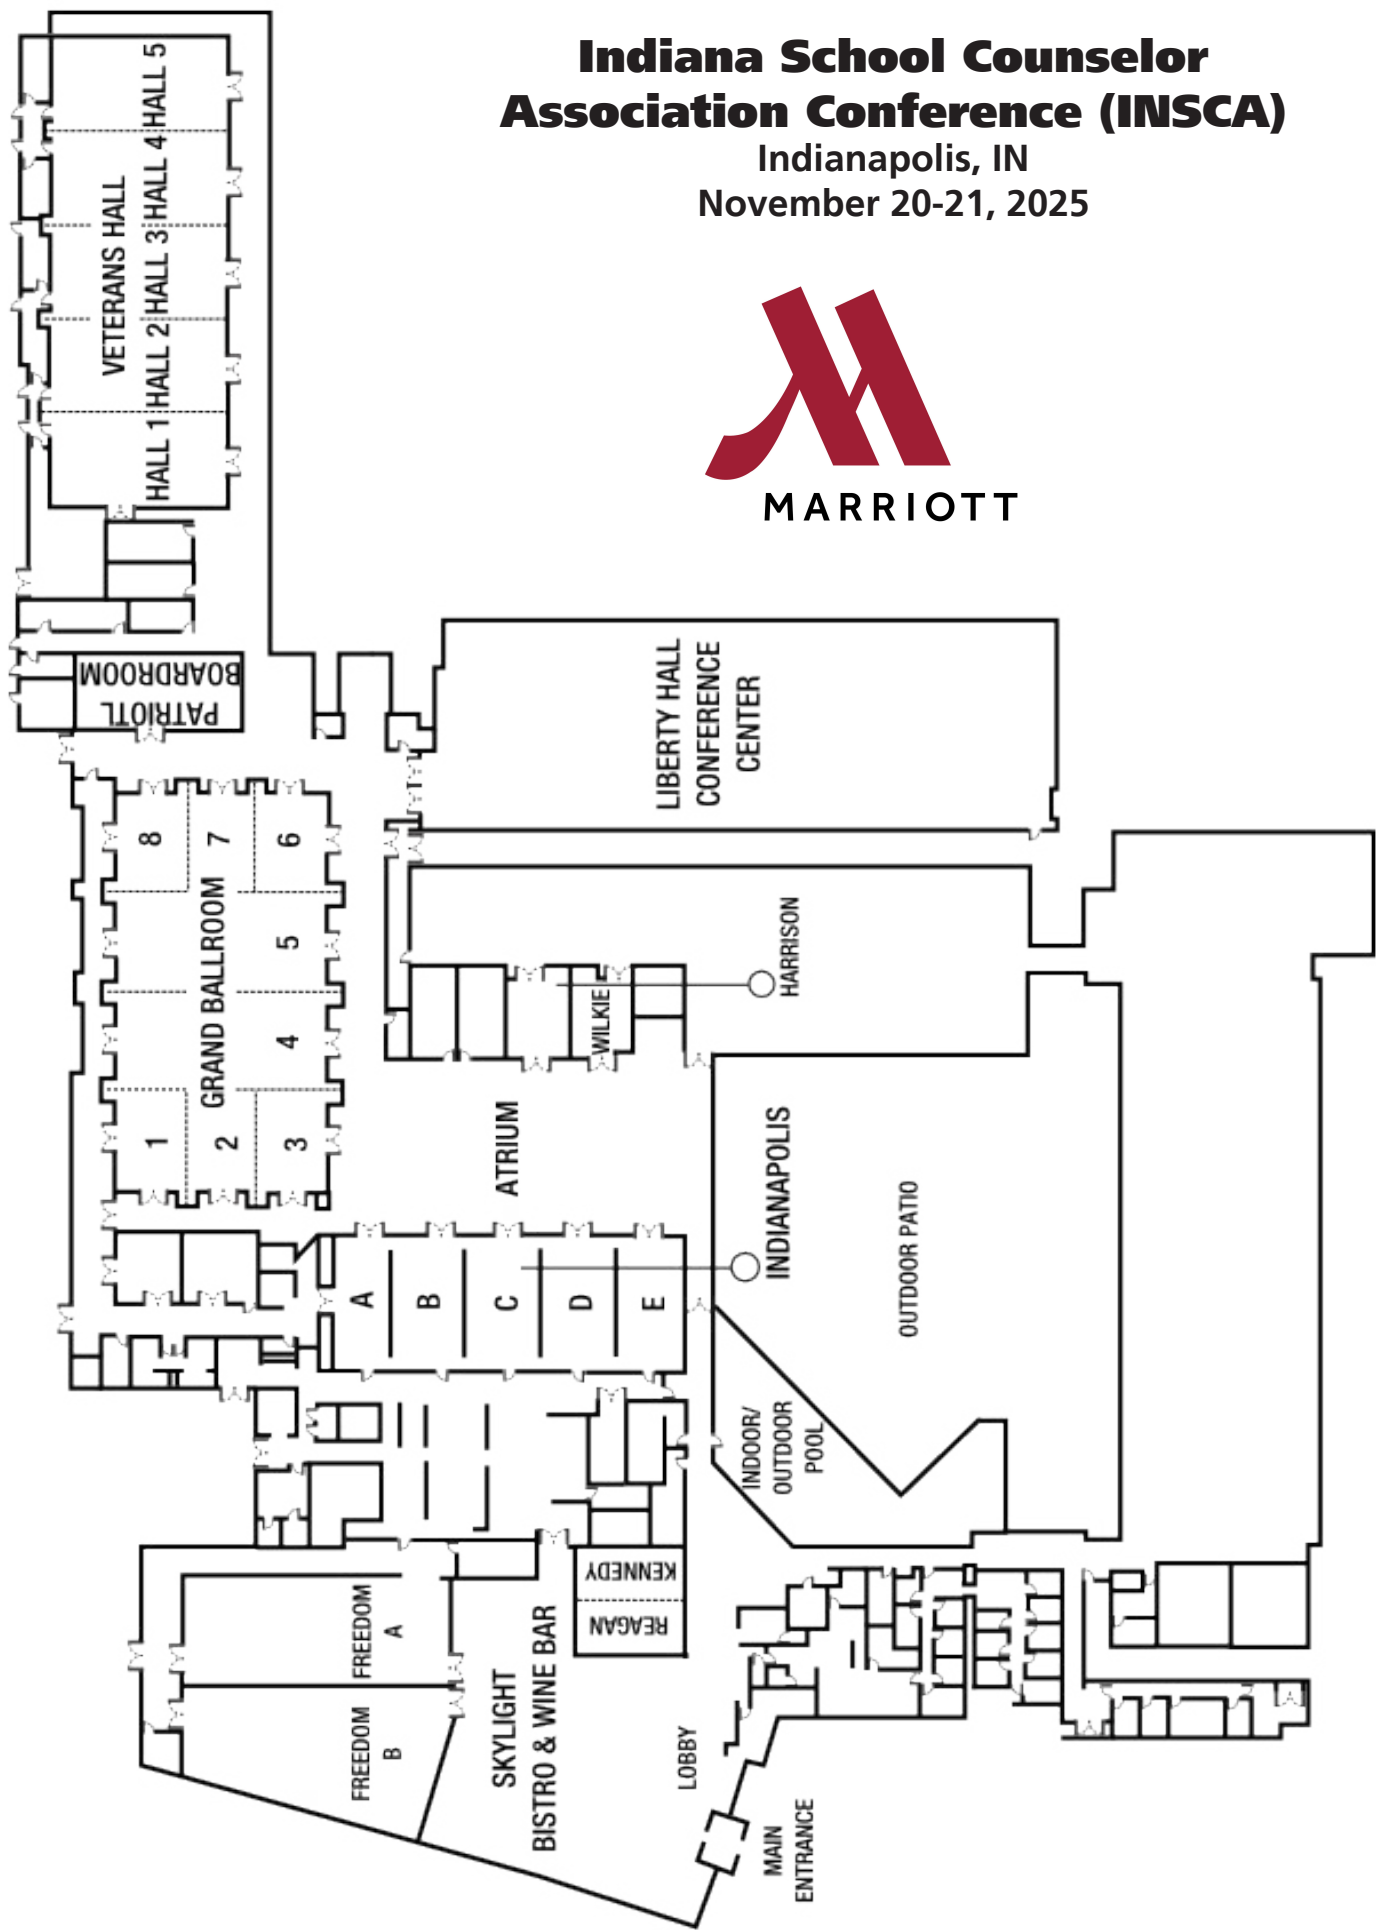 Indiana School Counselor
Association Conference (INSCA)
Indianapolis, IN
November 20-21, 2025
MARRIOTT
VETERANS HALL
HALL 1 HALL 2 HALL 3 HALL 4 HALL 5
PATRIOTL
BOARDROOM
LIBERTY HALL
CONFERENCE
CENTER
GRAND BALLROOM
8
7
6
5
4
1
2
3
HARRISON
WILKIE
ATRIUM
INDIANAPOLIS
A
B
C
D
E
OUTDOOR PATIO
INDOOR/
OUTDOOR
POOL
KENNEDY
REAGAN
FREEDOM
A
FREEDOM
B
SKYLIGHT
BISTRO & WINE BAR
LOBBY
MAIN
ENTRANCE